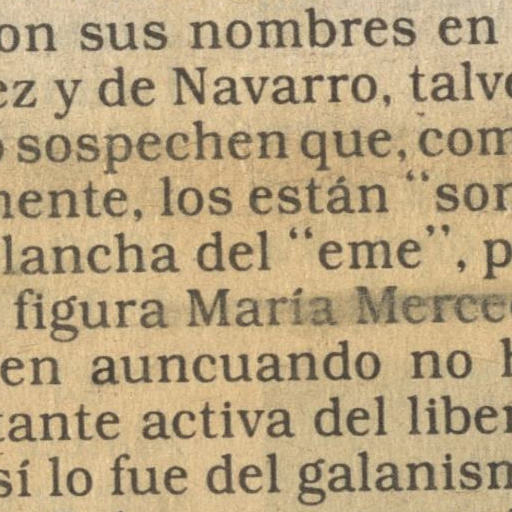 on sus nombres en
ez y de Navarro, talv
sospechen que, com
nente, los están “son
lancha del “eme”, p
figura María Merce
en auncuando no
tante activa del liber
sí lo fue del galanism